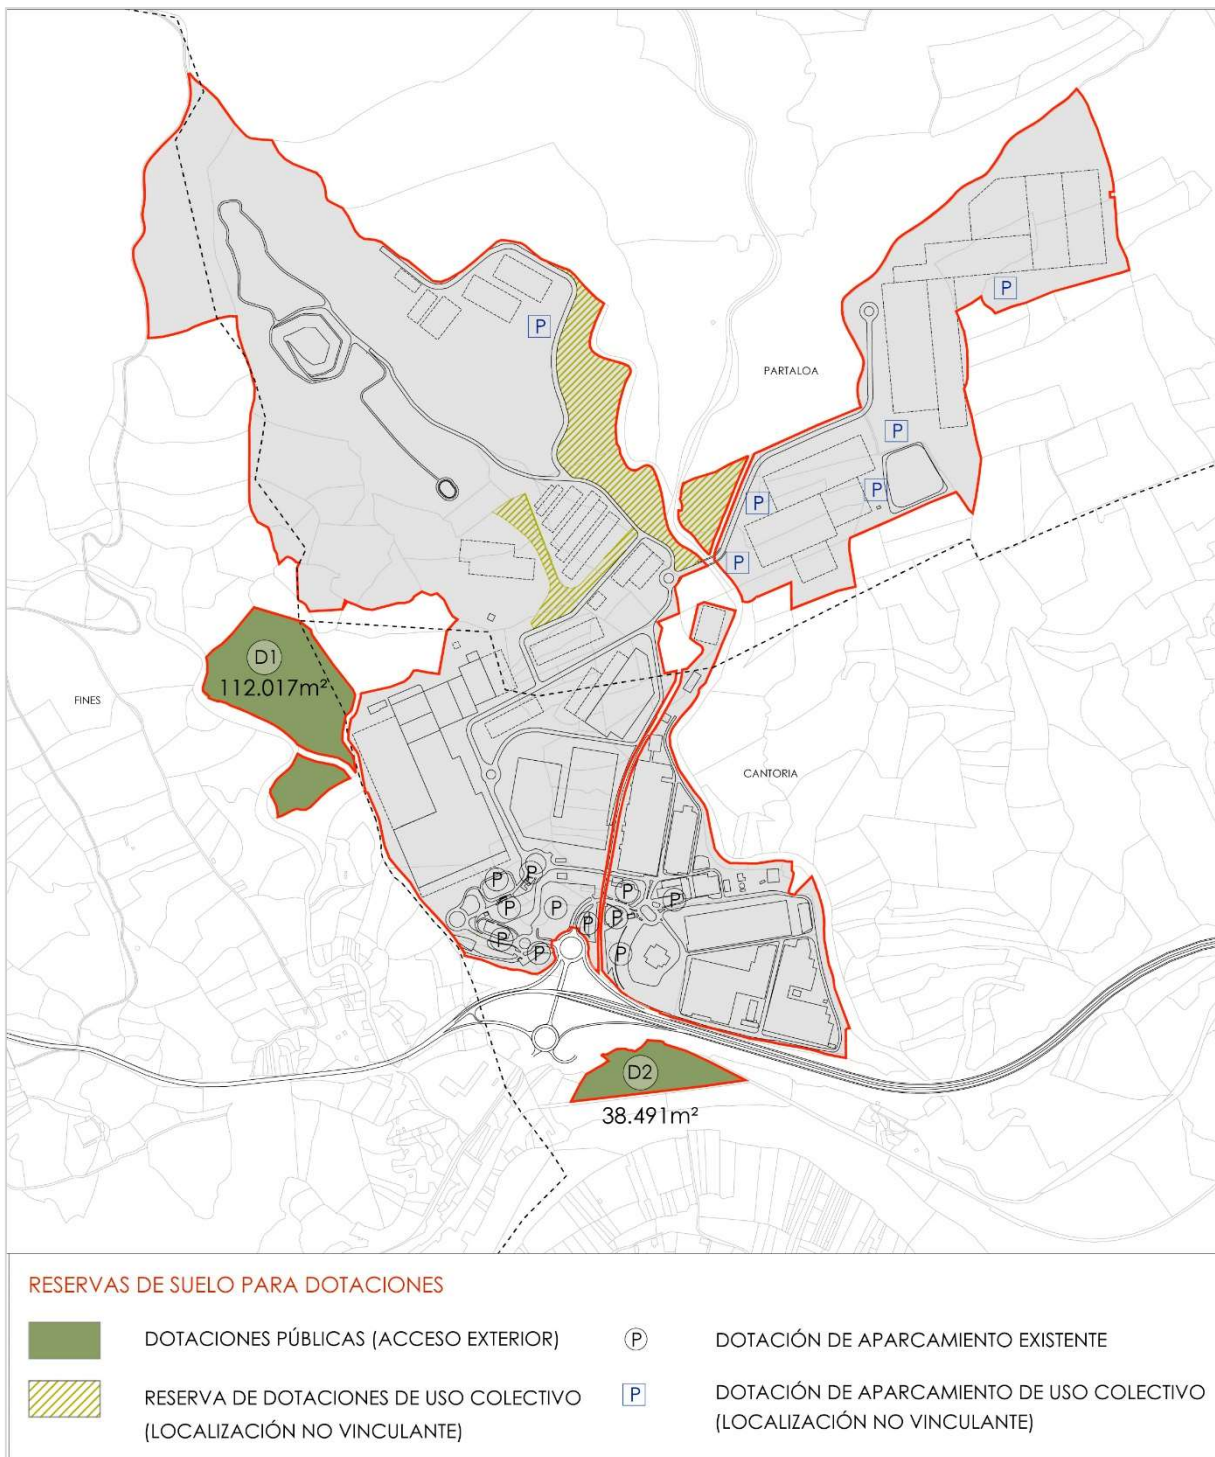 P
P
PARTALOA
P
P
P
P
D1
112.017m²
FINES
CANTORIA
P
P
P
P
P
P
P
P
P
P
P
D2
38.491m²
RESERVAS DE SUELO PARA DOTACIONES
DOTACIONES PÚBLICAS (ACCESO EXTERIOR)
P
DOTACIÓN DE APARCAMIENTO EXISTENTE
RESERVA DE DOTACIONES DE USO COLECTIVO
(LOCALIZACIÓN NO VINCULANTE)
P
DOTACIÓN DE APARCAMIENTO DE USO COLECTIVO
(LOCALIZACIÓN NO VINCULANTE)